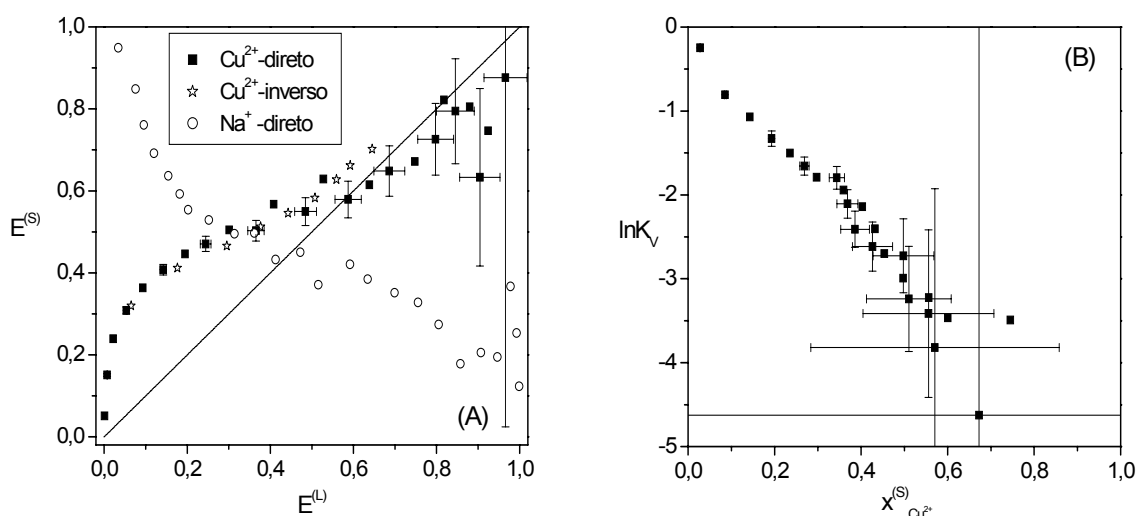 1,0
0,8
0,6
0,4
0,2
0,0
E(S)
Cu2+-direto
Cu2+-inverso
Na+-direto
(A)
0,0 0,2 0,4 0,6 0,8 1,0
E(L)
0
-1
-2
-3
-4
-5
lnKV
(B)
0,0 0,2 0,4 0,6 0,8 1,0
x(S)Cu2+